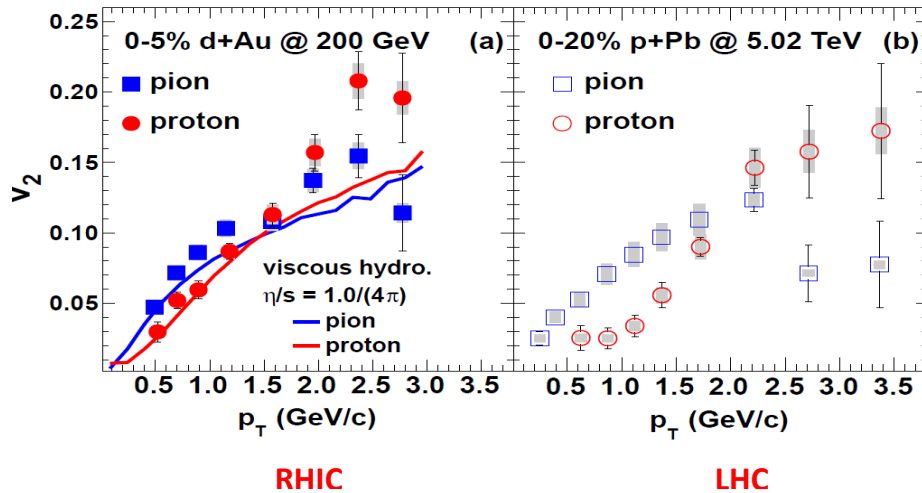 0.25
0.20
0.15
0.10
0.05
v2
0-5% d+Au @ 200 GeV (a)
pion
proton
viscous hydro.
η/s = 1.0/(4π)
pion
proton
0.5 1.0 1.5 2.0 2.5 3.0
pT (GeV/c)
0-20% p+Pb @ 5.02 TeV (b)
pion
proton
0.5 1.0 1.5 2.0 2.5 3.0 3.5
pT (GeV/c)
RHIC
LHC